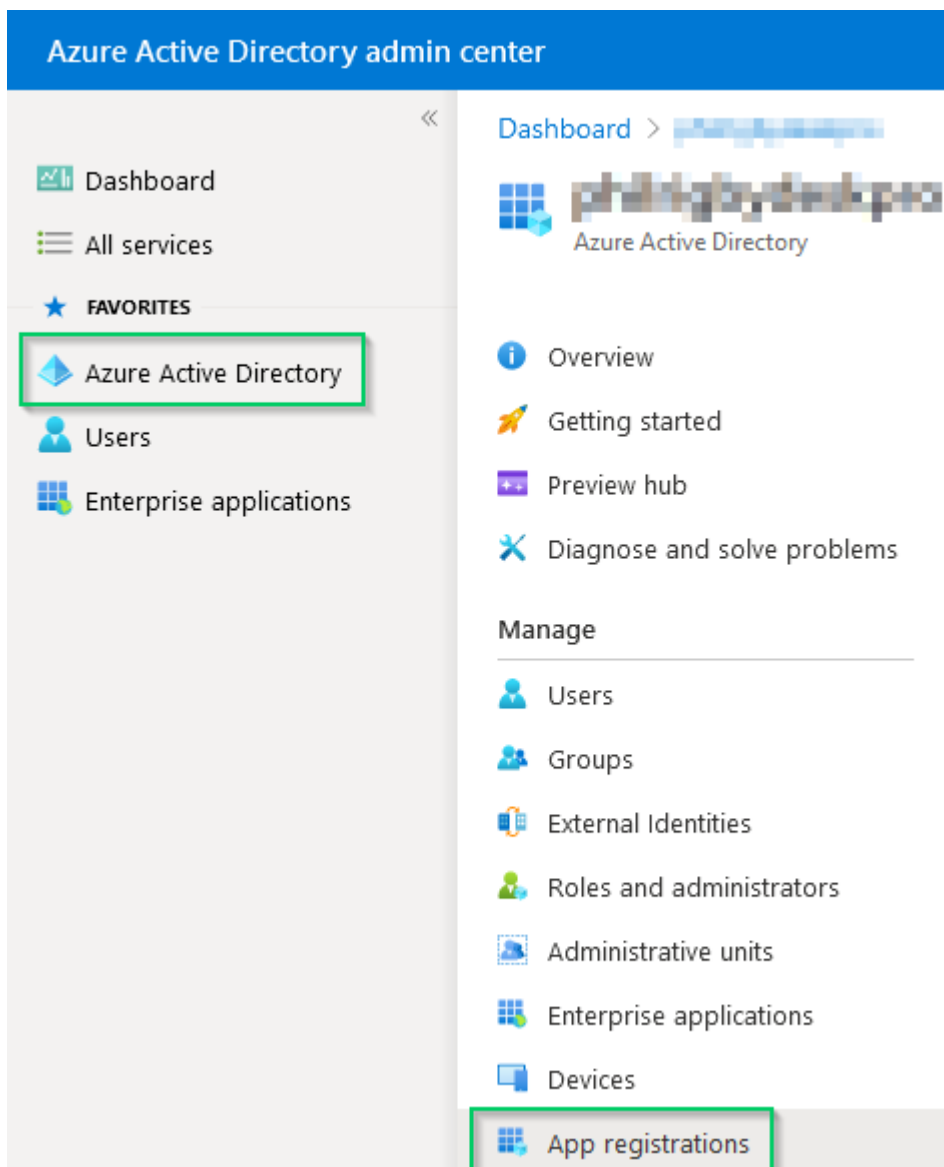 Azure Active Directory admin center
Dashboard
All services
FAVORITES
Azure Active Directory
Users
Enterprise applications
Dashboard >
Azure Active Directory
Overview
Getting started
Preview hub
Diagnose and solve problems
Manage
Users
Groups
External Identities
Roles and administrators
Administrative units
Enterprise applications
Devices
App registrations